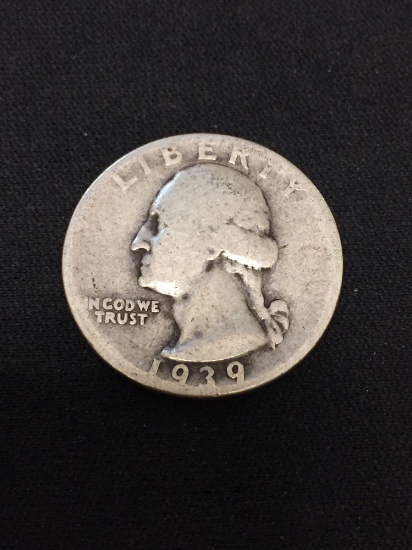 LIBERTY
IN GOD WE
TRUST
1939